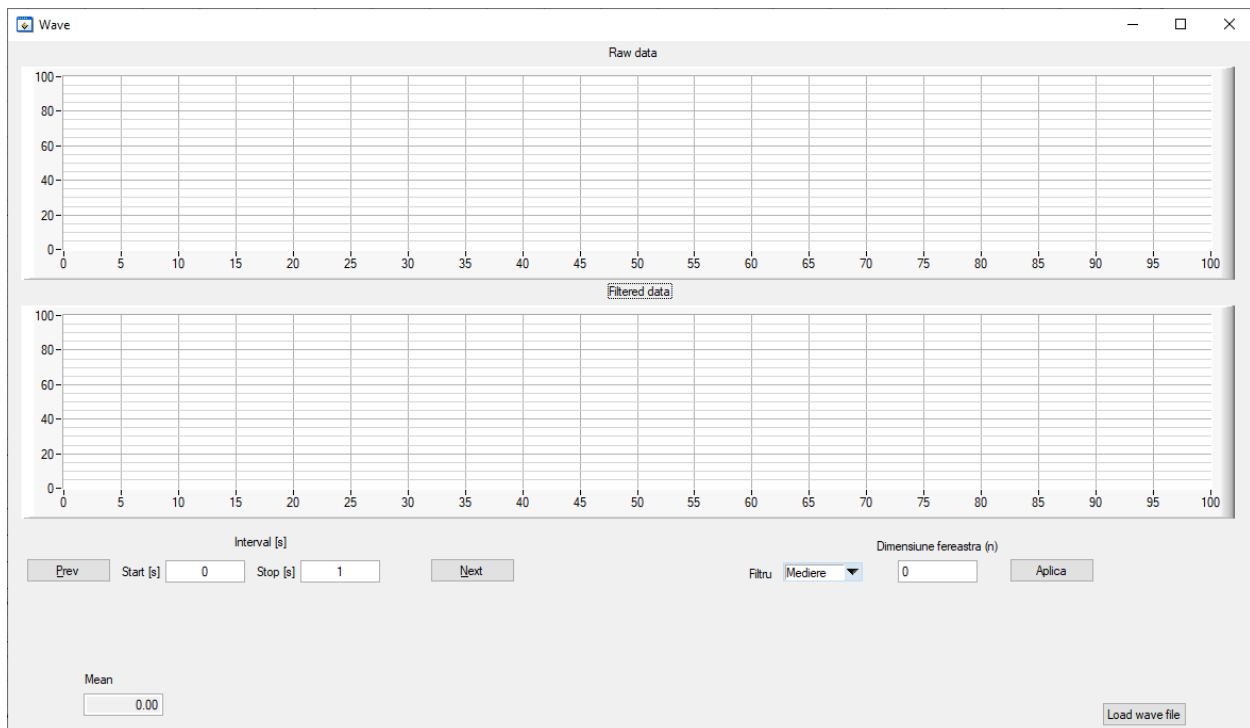 Wave
Raw data
100
80
60
40
20
0
0 5 10 15 20 25 30 35 40 45 50 55 60 65 70 75 80 85 90 95 100
Filtered data
100
80
60
40
20
0
0 5 10 15 20 25 30 35 40 45 50 55 60 65 70 75 80 85 90 95 100
Interval [s]
Dimensiune fereastra (n)
Prev Start [s] 0 Stop [s] 1 Next Filtru Mediere 0 Aplica
Mean
0.00
Load wave file